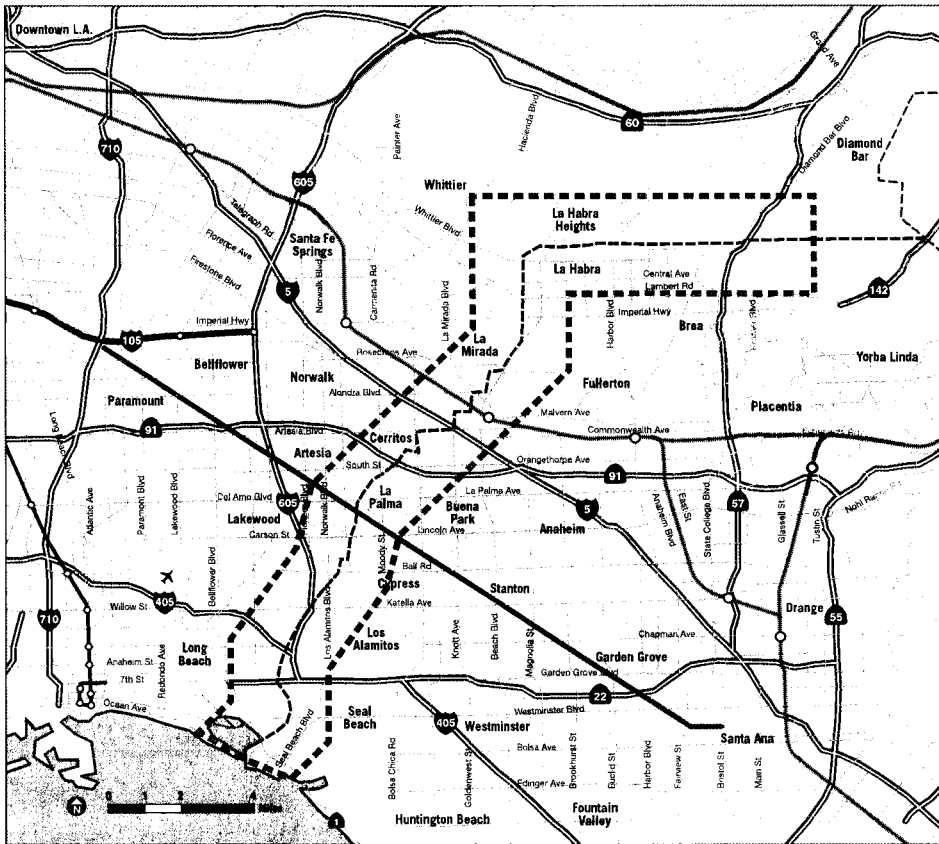 Downtown L.A.
Grand Ave
60
710
Painter Ave
Hacienda Blvd
Diamond Bar Blvd
Diamond
Bar
605
Whittier
Telegraph Rd
Santa Fe
Springs
Whittier Blvd
La Habra
Heights
Florence Ave
Firestone Blvd
5
Norwalk Blvd
Carmenita Rd
La Mirada Blvd
La Habra
Central Ave
Lambert Rd
142
Imperial Hwy
105
Harbor Blvd
Imperial Hwy
Brea
La
Mirada
Bellflower
Rosecrans Ave
Yorba Linda
Norwalk
Fullerton
Alondra Blvd
Paramount
Placentia
Malvern Ave
91
Artesia Blvd
Cerritos
Commonwealth Ave
Long Beach Blvd
Artesia
South St
Orangethorpe Ave
91
Atlantic Ave
Paramont Blvd
Lakewood Blvd
Del Amo Blvd
605
Norwalk Blvd
La
Palma
La Palma Ave
Buena
Park
5
57
East St
Anaheim Blvd
State College Blvd
Glassell St
Tustin St
Lakewood
Carson St
Lincoln Ave
Anaheim
Moody St
Ball Rd
Bellflower Blvd
Cypress
Stanton
405
Willow St
Katella Ave
Orange
710
Los Alamitos Blvd
Los
Alamitos
Knott Ave
Beach Blvd
Magnolia St
Chapman Ave
55
Long
Beach
Redondo Ave
Anaheim St
7th St
Garden Grove
Garden Grove Blvd
22
Ocean Ave
Seal Beach Blvd
Seal
Beach
Westminster Blvd
405
Westminster
Santa Ana
Bolsa Chica Rd
Goldenwest St
Bolsa Ave
Brookhurst St
Euclid St
Harbor Blvd
Fairview St
Bristol St
Main St
Edinger Ave
N
0 1 2 4 Miles
1
Huntington Beach
Fountain
Valley